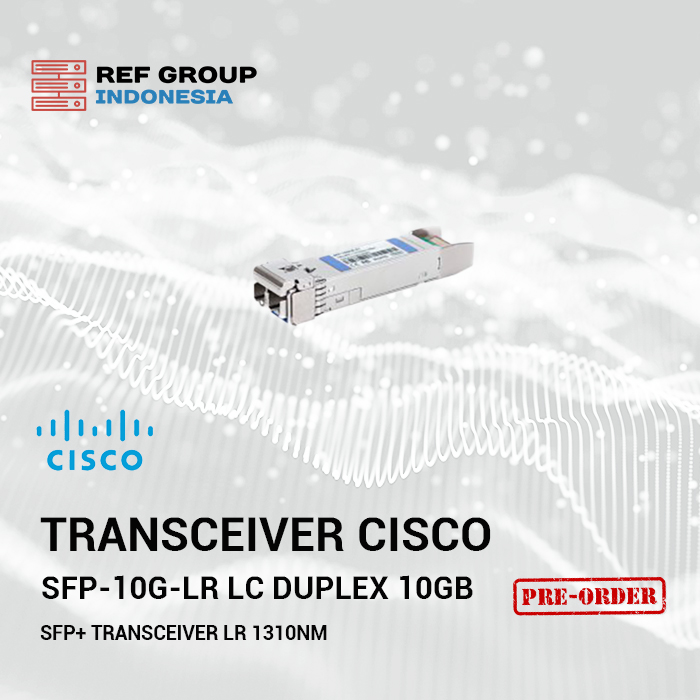 REF GROUP
INDONESIA
CISCO
TRANSCEIVER CISCO
SFP-10G-LR LC DUPLEX 10GB
PRE-ORDER
SFP+ TRANSCEIVER LR 1310NM